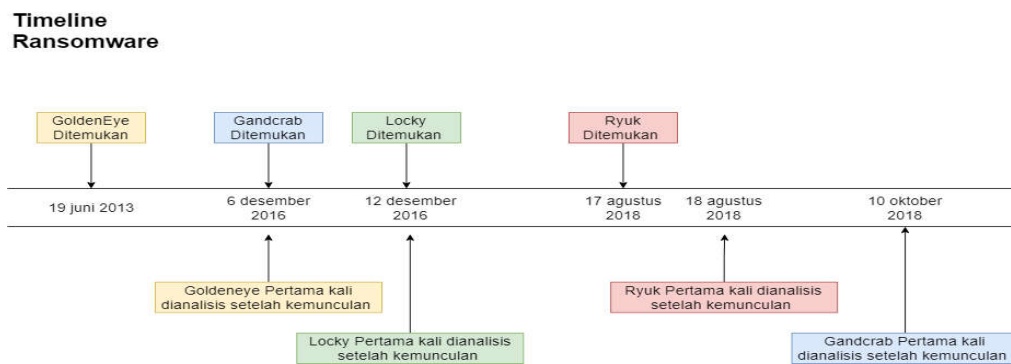 Timeline
Ransomware
GoldenEye
Ditemukan
Gandcrab
Ditemukan
Locky
Ditemukan
Ryuk
Ditemukan
19 juni 2013
6 desember
2016
12 desember
2016
17 agustus
2018
18 agustus
2018
10 oktober
2018
Goldeneye Pertama kali
dianalisis setelah kemunculan
Ryuk Pertama kali dianalisis
setelah kemunculan
Locky Pertama kali dianalisis
setelah kemunculan
Gandcrab Pertama kali
dianalisis setelah kemunculan